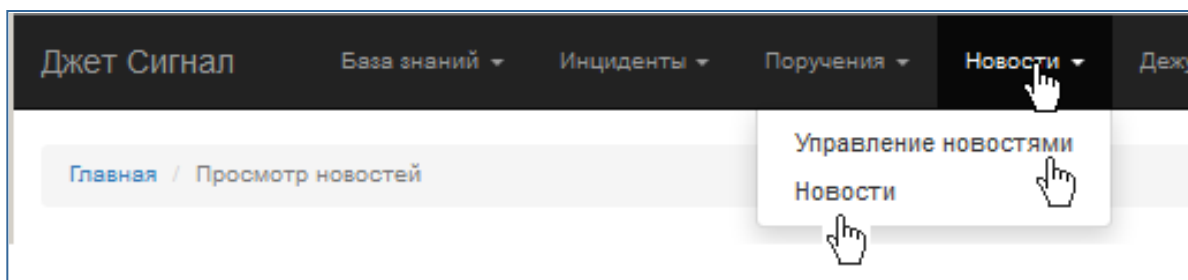 Джет Сигнал База знаний Инциденты Поручения Новости
Управление новостями
Главная / Просмотр новостей
Новости